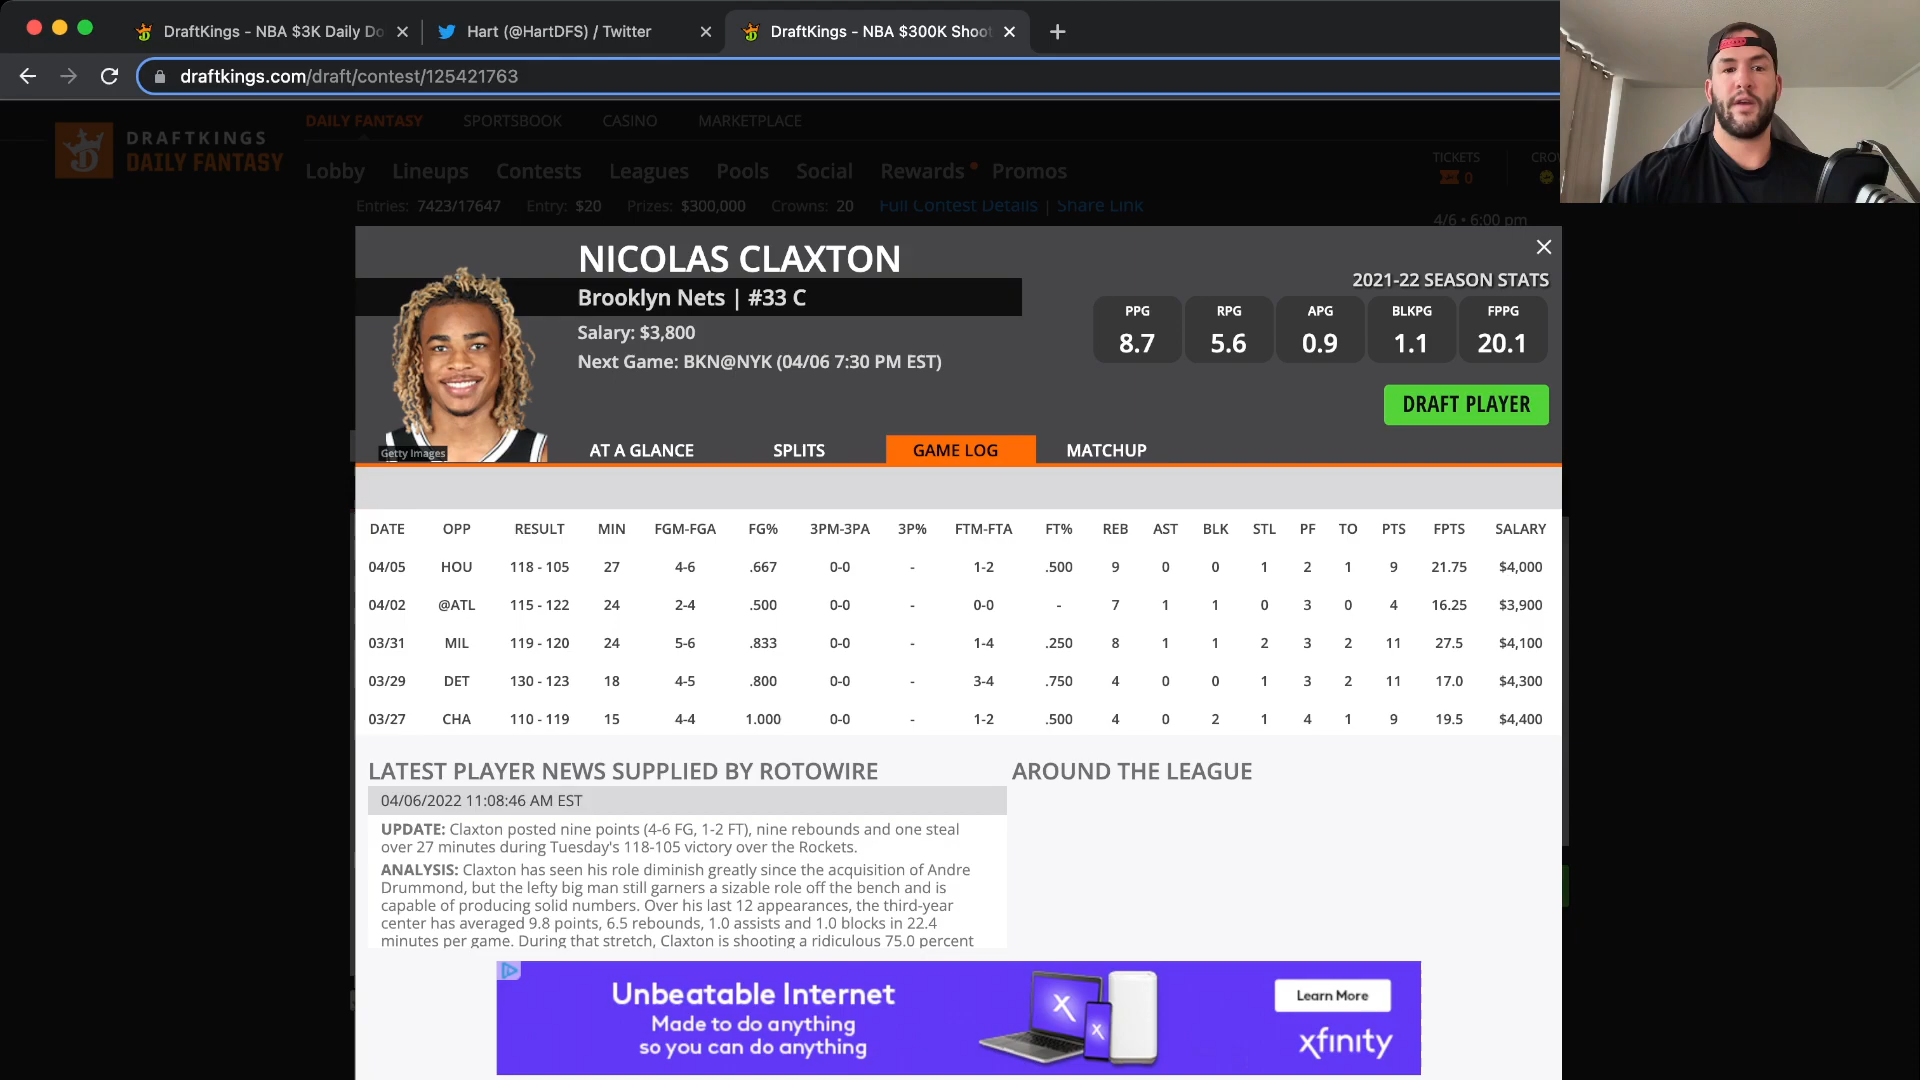 DraftKings - NBA $3K Daily Do
Hart (@HartDFS) / Twitter
DraftKings - NBA $300K Shoot
draftkings.com/draft/contest/125421763
DRAFTKINGS
DAILY FANTASY
DAILY FANTASY SPORTSBOOK CASINO MARKETPLACE
Lobby Lineups Contests Leagues Pools Social Rewards Promos
TICKETS
0
CRO
Entries: 7423/17647 Entry: $20 Prizes: $300,000 Crowns: 20 Full Contest Details | Share Link
4/6 • 6:00 pm
NICOLAS CLAXTON
Brooklyn Nets | #33 C
Salary: $3,800
Next Game: BKN@NYK (04/06 7:30 PM EST)
2021-22 SEASON STATS
PPG RPG APG BLKPG FPPG
8.7 5.6 0.9 1.1 20.1
DRAFT PLAYER
Getty Images
AT A GLANCE SPLITS GAME LOG MATCHUP
DATE OPP RESULT MIN FGM-FGA FG% 3PM-3PA 3P% FTM-FTA FT% REB AST BLK STL PF TO PTS FPTS SALARY
04/05 HOU 118 - 105 27 4-6 .667 0-0 - 1-2 .500 9 0 0 1 2 1 9 21.75 $4,000
04/02 @ATL 115 - 122 24 2-4 .500 0-0 - 0-0 - 7 1 1 0 3 0 4 16.25 $3,900
03/31 MIL 119 - 120 24 5-6 .833 0-0 - 1-4 .250 8 1 1 2 3 2 11 27.5 $4,100
03/29 DET 130 - 123 18 4-5 .800 0-0 - 3-4 .750 4 0 0 1 3 2 11 17.0 $4,300
03/27 CHA 110 - 119 15 4-4 1.000 0-0 - 1-2 .500 4 0 2 1 4 1 9 19.5 $4,400
LATEST PLAYER NEWS SUPPLIED BY ROTOWIRE
AROUND THE LEAGUE
04/06/2022 11:08:46 AM EST
UPDATE: Claxton posted nine points (4-6 FG, 1-2 FT), nine rebounds and one steal
over 27 minutes during Tuesday's 118-105 victory over the Rockets.
ANALYSIS: Claxton has seen his role diminish greatly since the acquisition of Andre
Drummond, but the lefty big man still garners a sizable role off the bench and is
capable of producing solid numbers. Over his last 12 appearances, the third-year
center has averaged 9.8 points, 6.5 rebounds, 1.0 assists and 1.0 blocks in 22.4
minutes per game. During that stretch, Claxton is shooting a ridiculous 75.0 percent
Unbeatable Internet
Made to do anything
so you can do anything
X
X
Learn More
xfinity